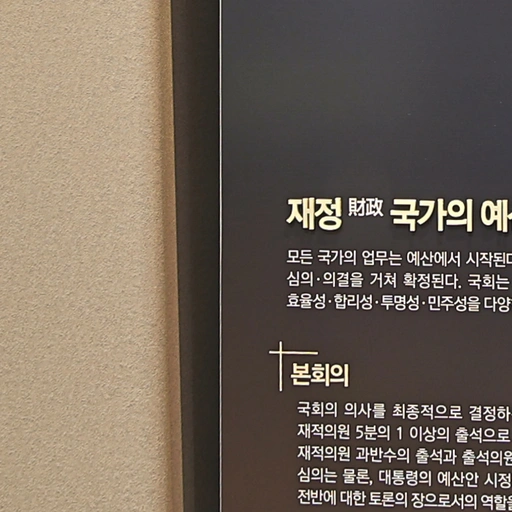 재정 財政 국가의 예
모든 국가의 업무는 예산에서 시작된
심의·의결을 거쳐 확정된다. 국회는
효율성·합리성·투명성·민주성을 다양
본회의
국회의 의사를 최종적으로 결정하
재적의원 5분의 1 이상의 출석으로
재적의원 과반수의 출석과 출석의원
심의는 물론, 대통령의 예산안 시정
전반에 대한 토론의 장으로서의 역할을